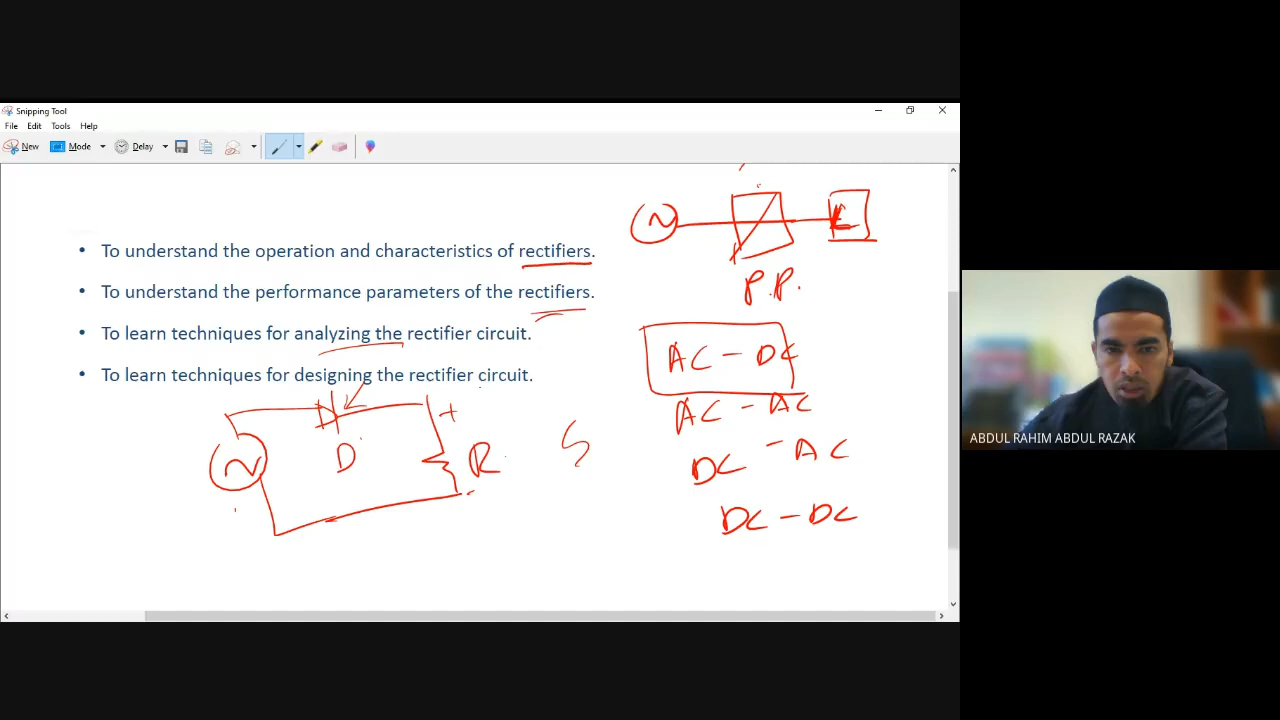 Snipping Tool
File Edit Tools Help
New Mode Delay
• To understand the operation and characteristics of rectifiers.
• To understand the performance parameters of the rectifiers.
• To learn techniques for analyzing the rectifier circuit.
• To learn techniques for designing the rectifier circuit.
P.P.
AC - DC
AC - AC
DC - AC
DC - DC
+
D
R
-
ABDUL RAHIM ABDUL RAZAK